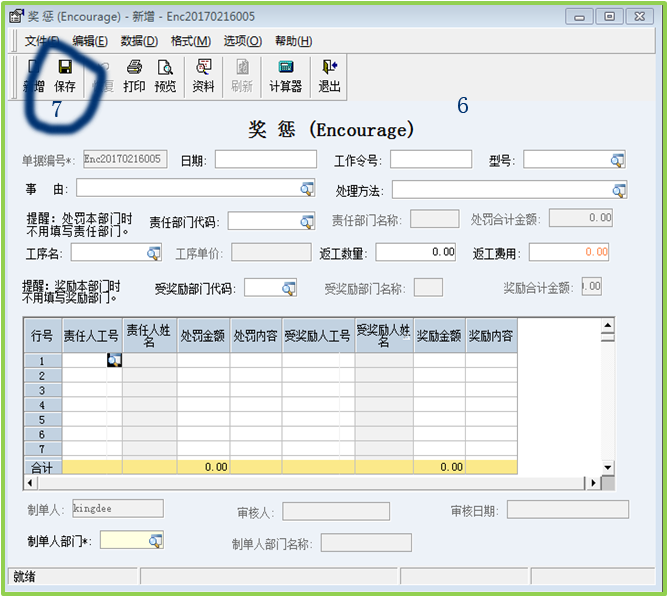 奖 惩 (Encourage) - 新增 - Enc20170216005
文件(F) 编辑(E) 数据(D) 格式(M) 选项(O) 帮助(H)
新增 保存 打印 预览 资料 刷新 计算器 退出
7
6
奖 惩 (Encourage)
单据编号*: Enc20170216005 日期: 工作令号: 型号:
事 由: 处理方法:
提醒: 处罚本部门时
不用填写责任部门。
责任部门代码: 责任部门名称: 处罚合计金额: 0.00
工序名: 工序单价: 返工数量: 0.00 返工费用: 0.00
提醒: 奖励本部门时
不用填写奖励部门。
受奖励部门代码: 受奖励部门名称: 奖励合计金额: 0.00
行号 责任人工号 责任人姓名 处罚金额 处罚内容 受奖励人工号 受奖励人姓名 奖励金额 奖励内容
1
2
3
4
5
6
7
合计 0.00 0.00
制单人: kingdee 审核人: 审核日期:
制单人部门*: 制单人部门名称:
就绪